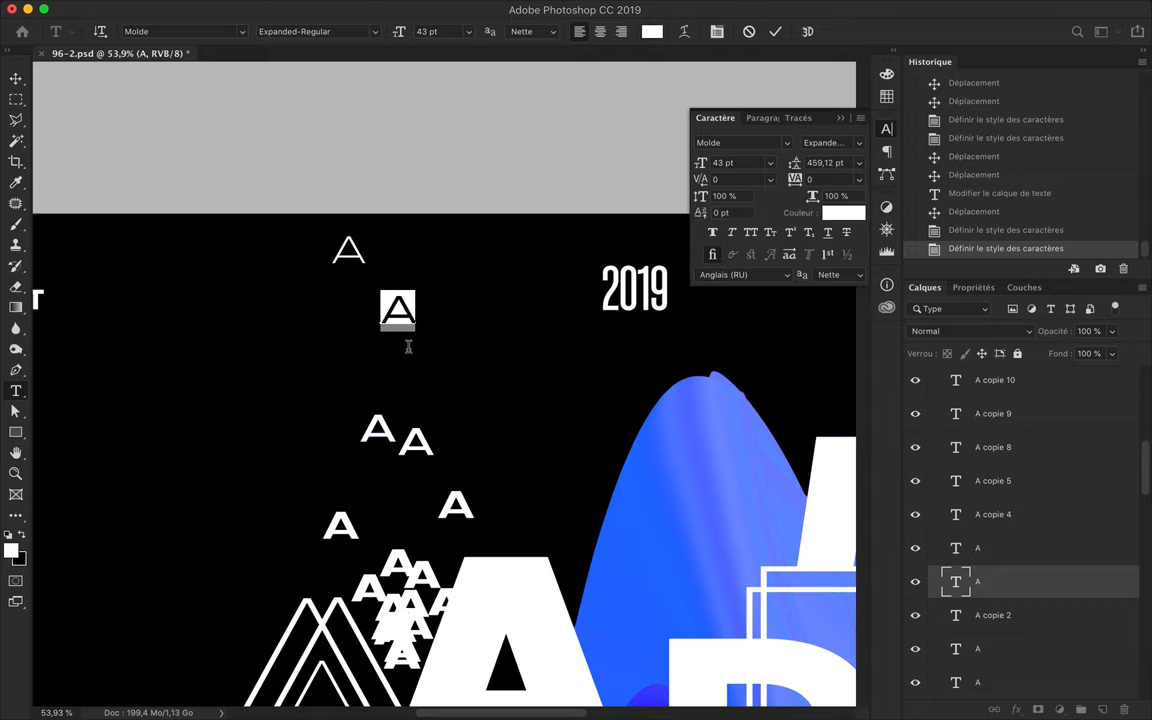 Adobe Photoshop CC 2019
Molde
Expanded-Regular
43 pt
aa
Nette
3D
96-2.psd @ 53,9% (A, RVB/8) *
Historique
Déplacement
Déplacement
Définir le style des caractères
Définir le style des caractères
Déplacement
Déplacement
Modifier le calque de texte
Déplacement
Définir le style des caractères
Définir le style des caractères
Caractère
Paragra
Tracés
Molde
Expande...
43 pt
459,12 pt
0
0
100 %
100 %
0 pt
Couleur :
Anglais (RU)
aa
Nette
Calques
Propriétés
Couches
Type
Normal
Opacité : 100 %
Verrou :
Fond : 100 %
A copie 10
A copie 9
A copie 8
A copie 5
A copie 4
A
A
A copie 2
A
A
A
A
2019
T
A
A
A
A
A
A
A
A
A
A
A
A
53,93 %
Doc : 199,4 Mo/1,13 Go